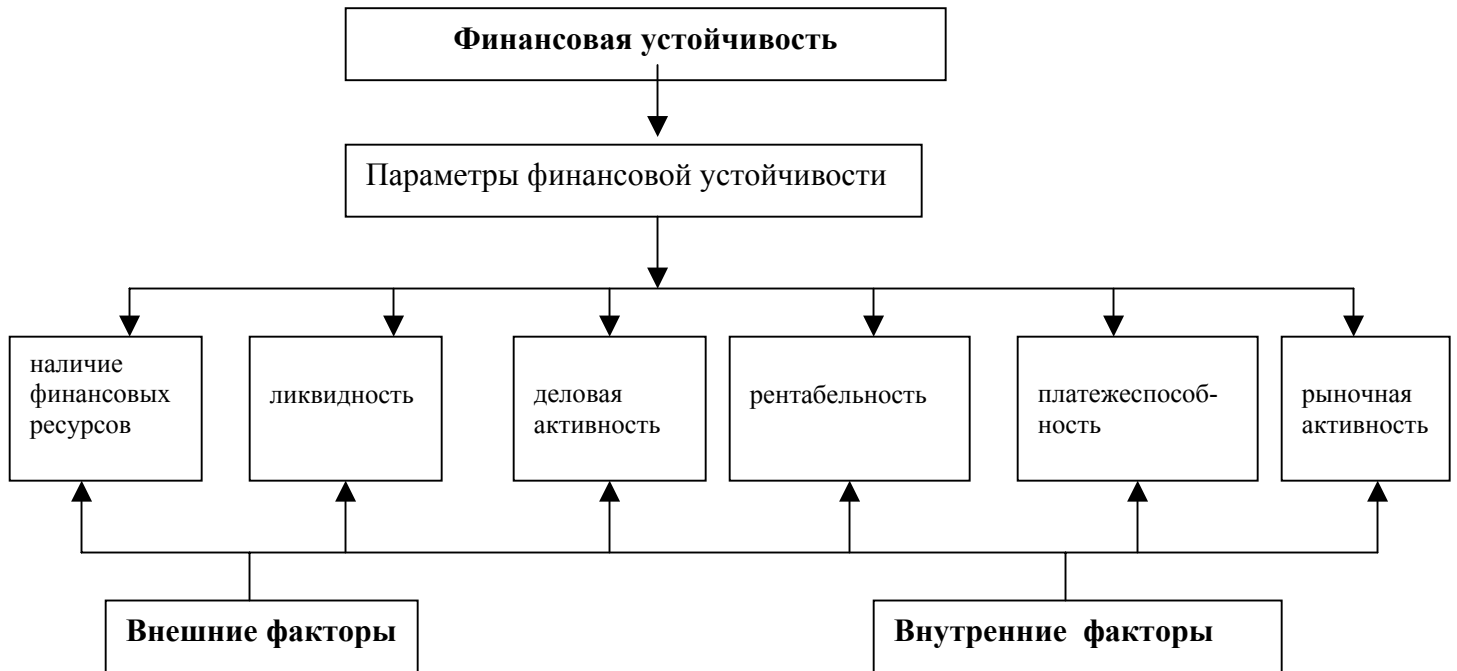 Финансовая устойчивость
Параметры финансовой устойчивости
наличие
финансовых
ресурсов
ликвидность
деловая
активность
рентабельность
платежеспособ-
ность
рыночная
активность
Внешние факторы
Внутренние факторы